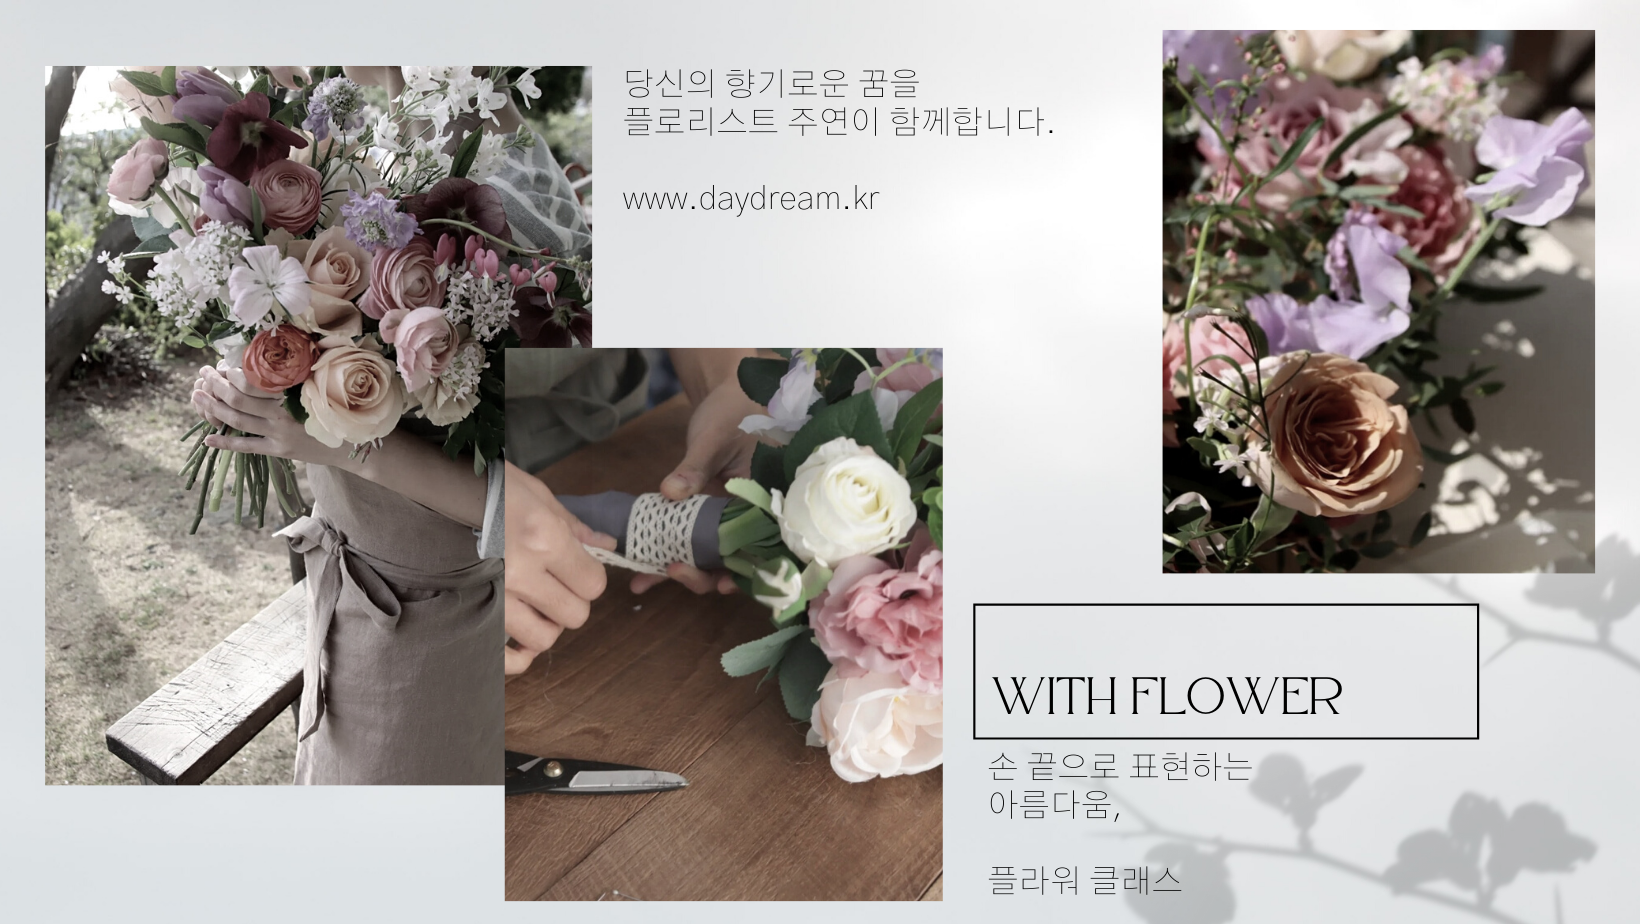 당신의 향기로운 꿈을
플로리스트 주연이 함께합니다.
www.daydream.kr
WITH FLOWER
손 끝으로 표현하는
아름다움,
플라워 클래스